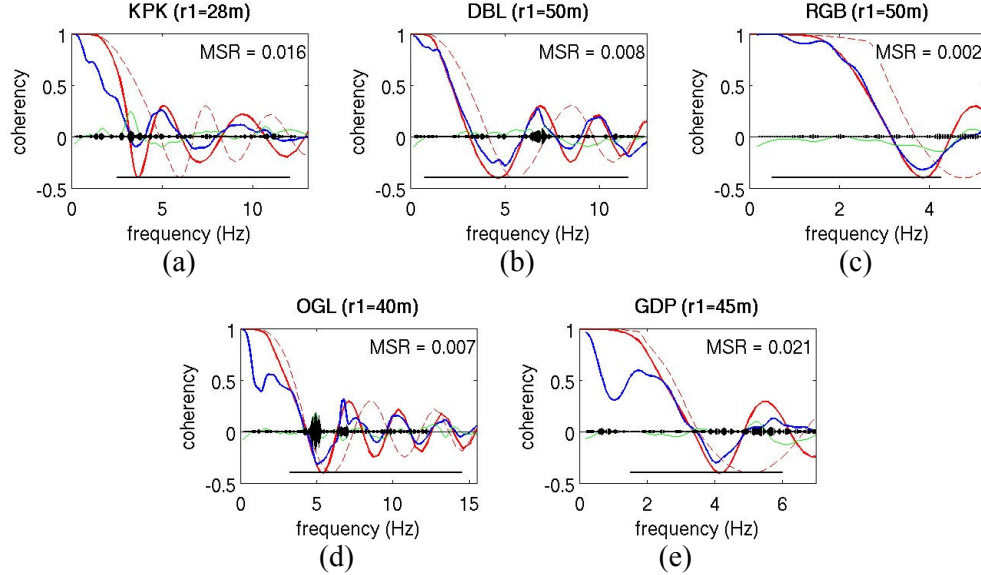 KPK (r1=28m)
MSR = 0.016
coherency
1
0.5
0
-0.5
0
5
10
frequency (Hz)
(a)
DBL (r1=50m)
MSR = 0.008
coherency
1
0.5
0
-0.5
0
5
10
frequency (Hz)
(b)
RGB (r1=50m)
MSR = 0.002
coherency
1
0.5
0
-0.5
0
2
4
frequency (Hz)
(c)
OGL (r1=40m)
MSR = 0.007
coherency
1
0.5
0
-0.5
0
5
10
15
frequency (Hz)
(d)
GDP (r1=45m)
MSR = 0.021
coherency
1
0.5
0
-0.5
0
2
4
6
frequency (Hz)
(e)